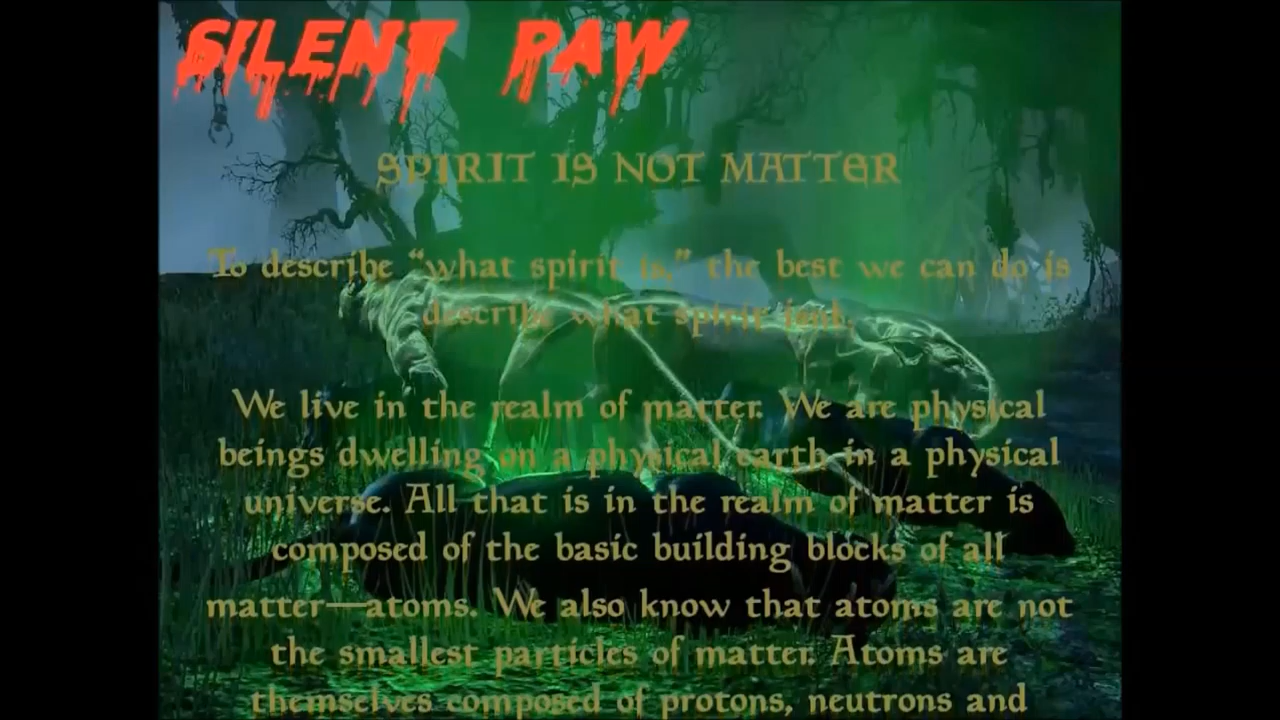 SILENT PAW
SPIRIT IS NOT MATTER
To describe “what spirit is,” the best we can do is
describe what spirit isnt.
We live in the realm of matter. We are physical
beings dwelling on a physical earth in a physical
universe. All that is in the realm of matter is
composed of the basic building blocks of all
matter—atoms. We also know that atoms are not
the smallest particles of matter. Atoms are
themselves composed of protons, neutrons and